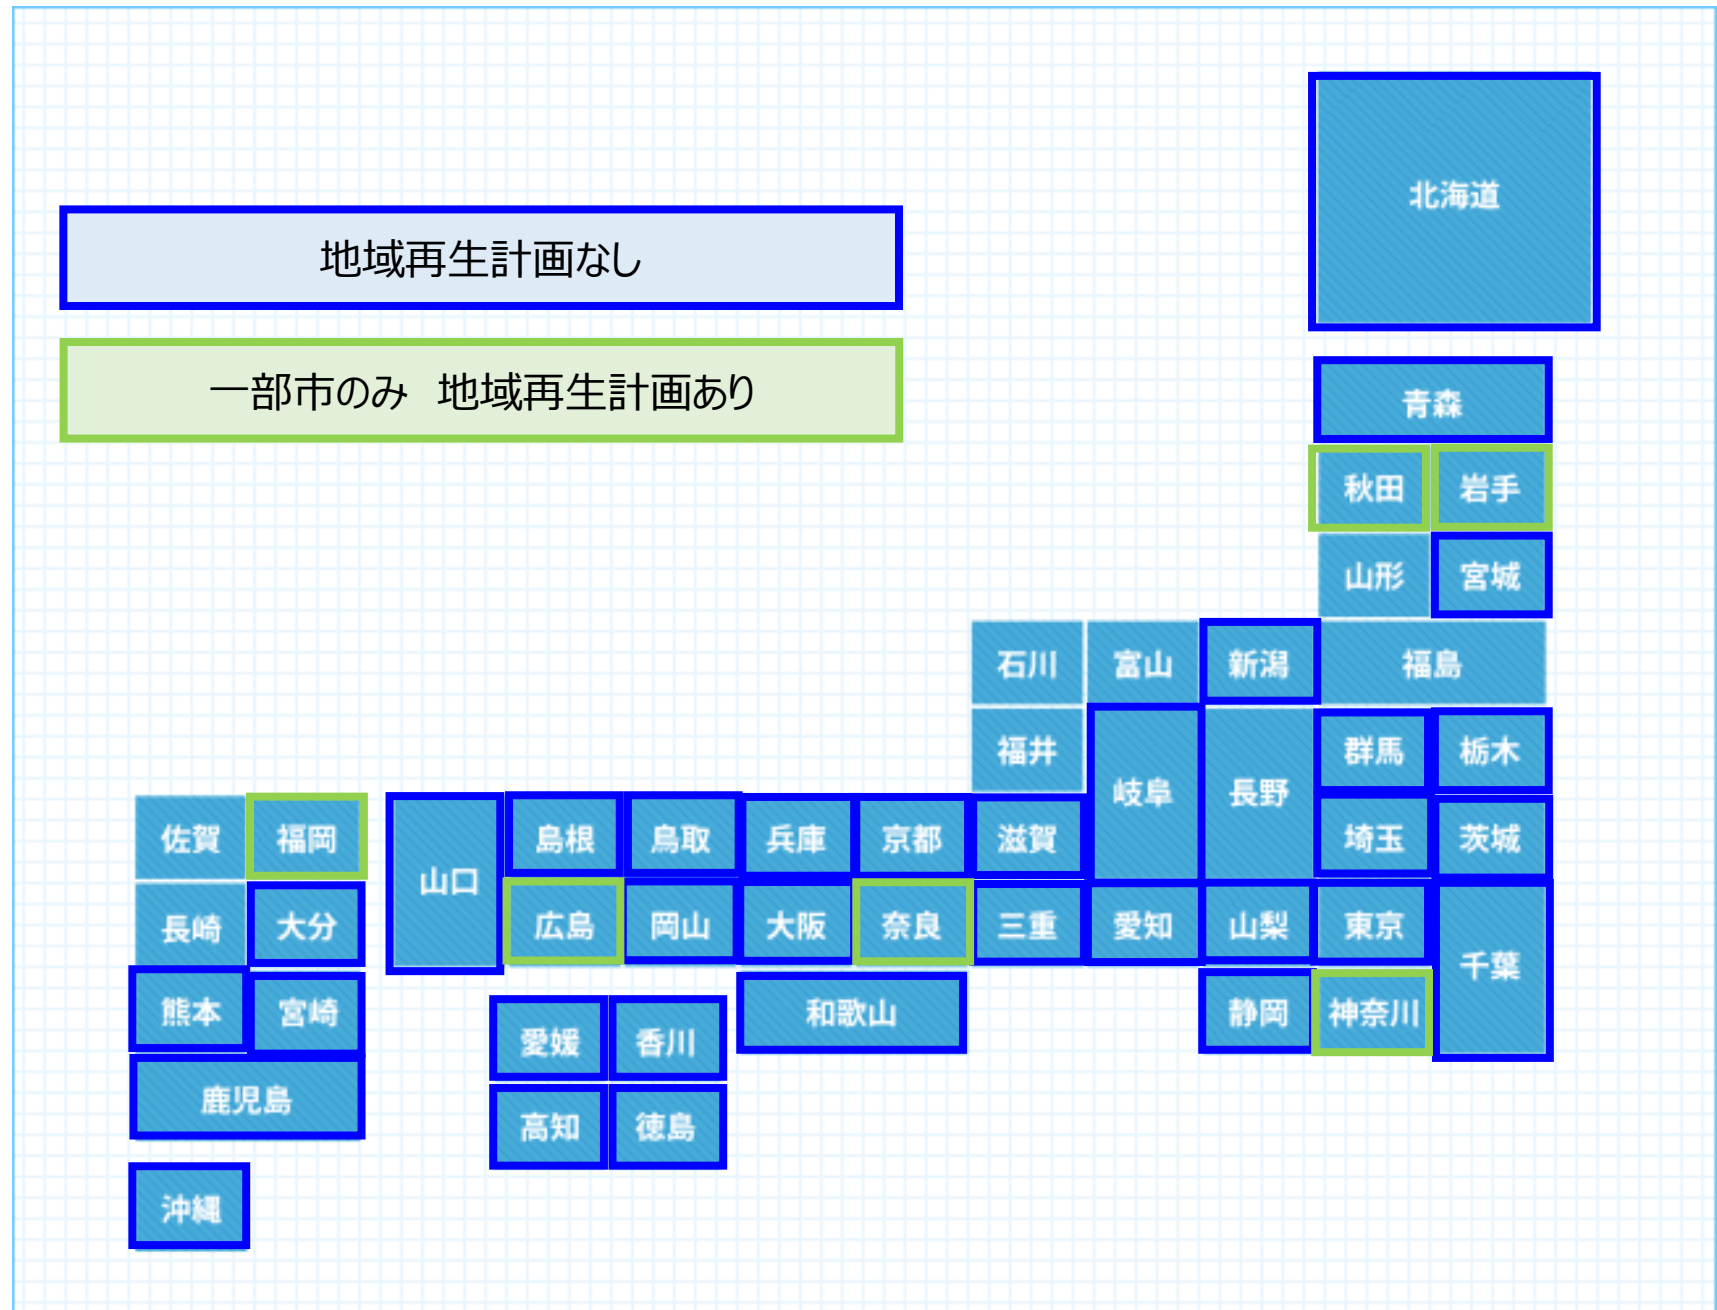 北海道
地域再生計画なし
一部市のみ　地域再生計画あり
青森
秋田 岩手
山形 宮城
石川 富山 新潟 福島
福井 岐阜 長野 群馬 栃木
佐賀 福岡 山口 島根 鳥取 兵庫 京都 滋賀 埼玉 茨城
長崎 大分 広島 岡山 大阪 奈良 三重 愛知 山梨 東京 千葉
熊本 宮崎 愛媛 香川 和歌山 静岡 神奈川
鹿児島 高知 徳島
沖縄